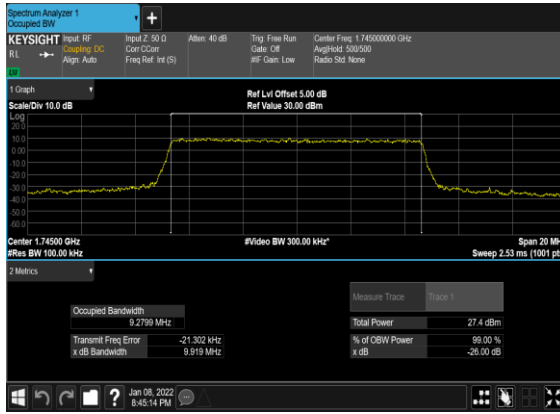 Spectrum Analyzer 1
Occupied BW
+
KEYSIGHT Input: RF Input Z: 50 Ω Atten: 40 dB Trig: Free Run Center Freq: 1.745000000 GHz
RL Coupling: DC Corr CCorr Gate: Off Avg|Hold: 500/500
Align: Auto Freq Ref: Int (S) #IF Gain: Low Radio Std: None
LXI
1 Graph
Ref Lvl Offset 5.00 dB
Scale/Div 10.0 dB Ref Value 30.00 dBm
Log
20.0
10.0
0.00
-10.0
-20.0
-30.0
-40.0
-50.0
-60.0
Center 1.74500 GHz #Video BW 300.00 kHz* Span 20 MH
#Res BW 100.00 kHz Sweep 2.53 ms (1001 pt
2 Metrics
Measure Trace Trace 1
Occupied Bandwidth
9.2799 MHz Total Power 27.4 dBm
Transmit Freq Error -21.302 kHz % of OBW Power 99.00 %
x dB Bandwidth 9.919 MHz x dB -26.00 dB
? Jan 08, 2022
8:45:14 PM